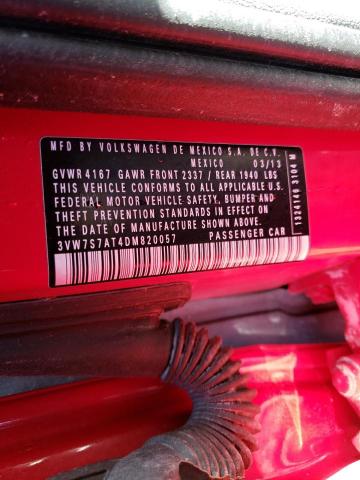 MFD BY VOLKSWAGEN DE MEXICO S.A. DE C.V.
MEXICO 03/13
GVWR 4167 GAWR FRONT 2337 / REAR 1940 LBS
THIS VEHICLE CONFORMS TO ALL APPLICABLE U.S.
FEDERAL MOTOR VEHICLE SAFETY, BUMPER AND
THEFT PREVENTION STANDARDS IN EFFECT ON
THE DATE OF MANUFACTURE SHOWN ABOVE.
3VW7S7AT4DM820057 PASSENGER CAR
1324146 3104 M